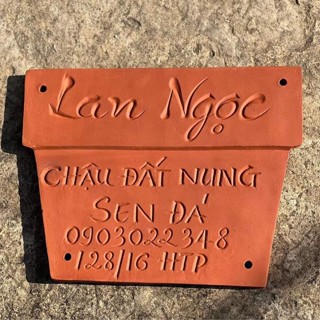 Lan Ngọc
CHẬU ĐẤT NUNG
SEN ĐÁ
0903022348
128/16 HTP